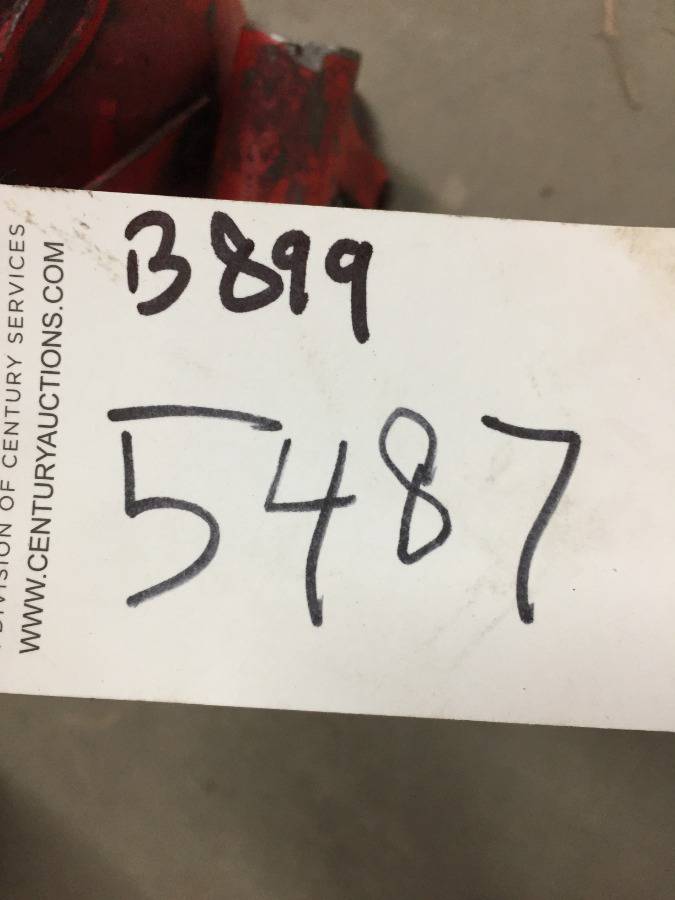 B899
5487
DIVISION OF CENTURY SERVICES
WWW.CENTURYAUCTIONS.COM